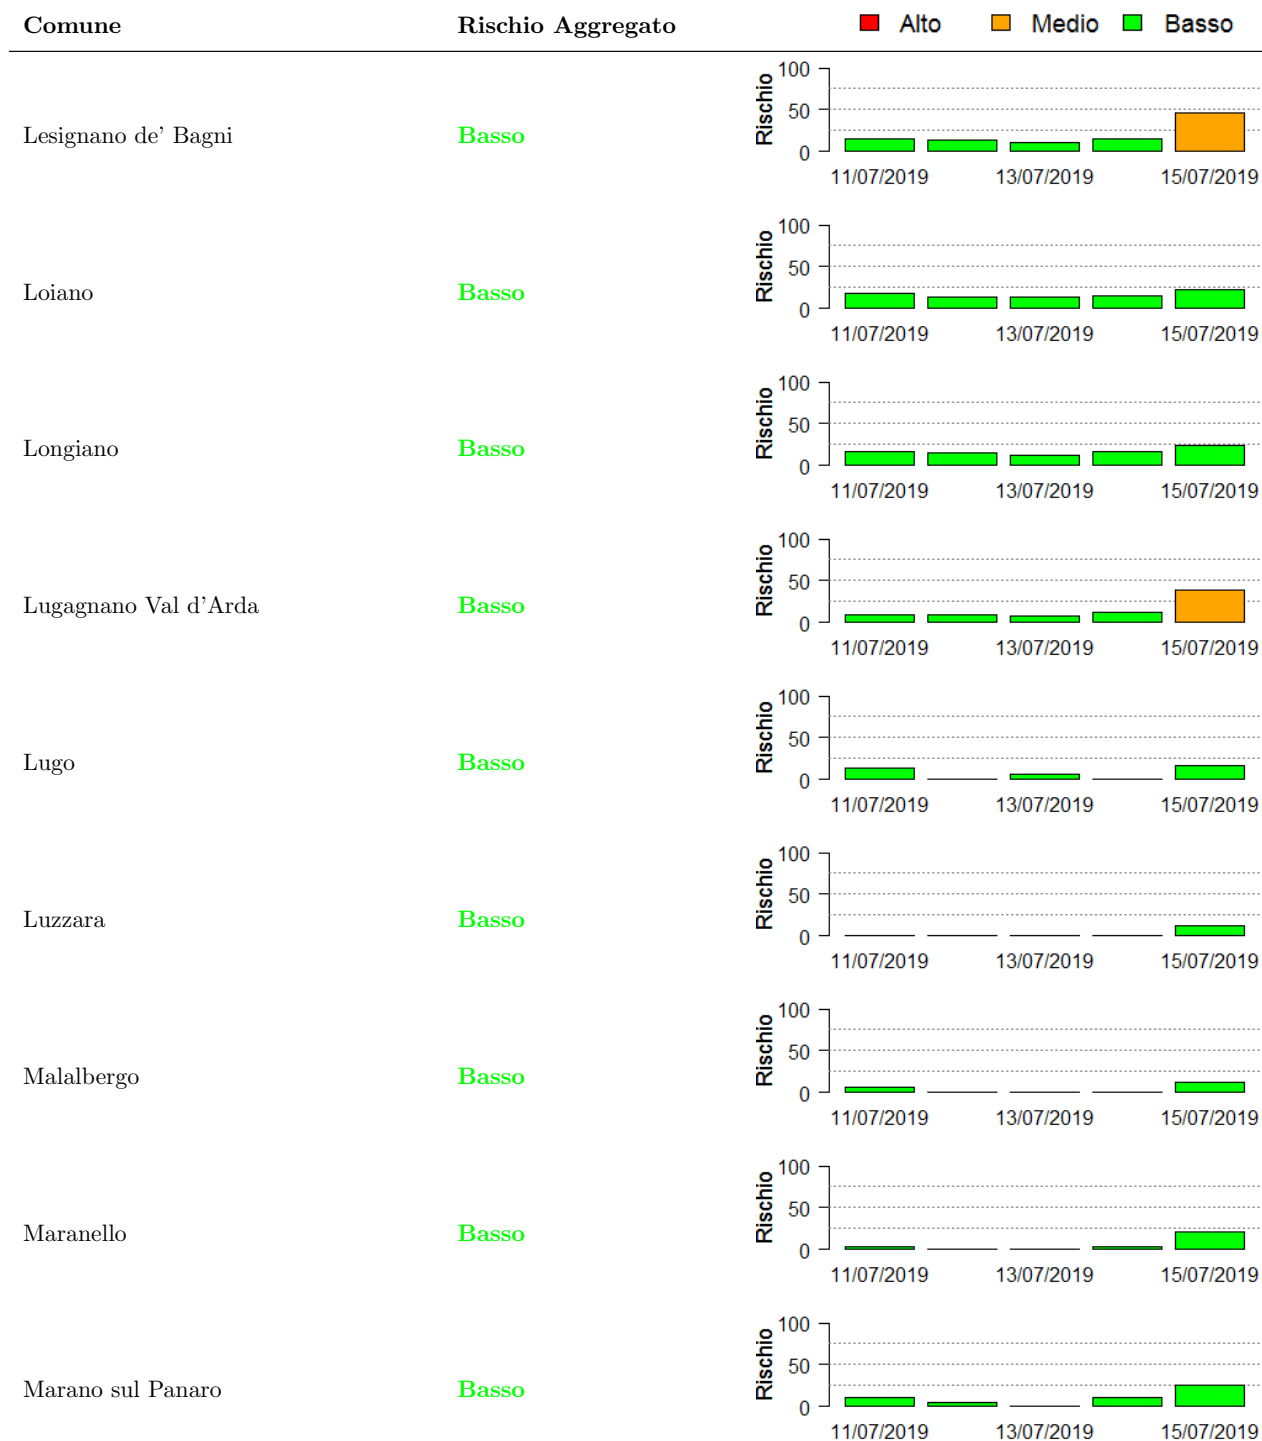 Comune Rischio Aggregato Alto Medio Basso
Lesignano de' Bagni Basso Rischio 100 50 0
11/07/2019 13/07/2019 15/07/2019
Loiano Basso Rischio 100 50 0
11/07/2019 13/07/2019 15/07/2019
Longiano Basso Rischio 100 50 0
11/07/2019 13/07/2019 15/07/2019
Lugagnano Val d'Arda Basso Rischio 100 50 0
11/07/2019 13/07/2019 15/07/2019
Lugo Basso Rischio 100 50 0
11/07/2019 13/07/2019 15/07/2019
Luzzara Basso Rischio 100 50 0
11/07/2019 13/07/2019 15/07/2019
Malalbergo Basso Rischio 100 50 0
11/07/2019 13/07/2019 15/07/2019
Maranello Basso Rischio 100 50 0
11/07/2019 13/07/2019 15/07/2019
Marano sul Panaro Basso Rischio 100 50 0
11/07/2019 13/07/2019 15/07/2019